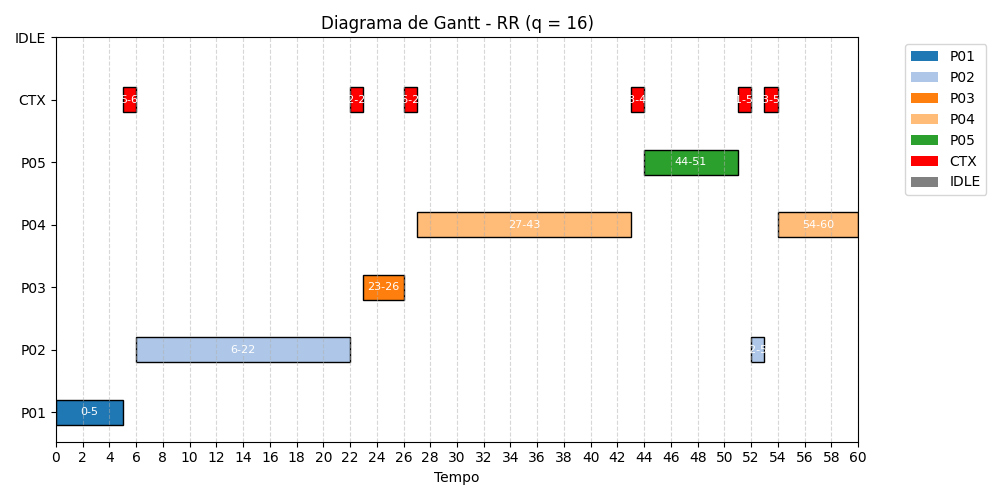 Diagrama de Gantt - RR (q = 16)
IDLE
CTX
P05
P04
P03
P02
P01
44-51
27-43
54-60
23-26
6-22
0-5
0 2 4 6 8 10 12 14 16 18 20 22 24 26 28 30 32 34 36 38 40 42 44 46 48 50 52 54 56 58 60
Tempo
P01
P02
P03
P04
P05
CTX
IDLE